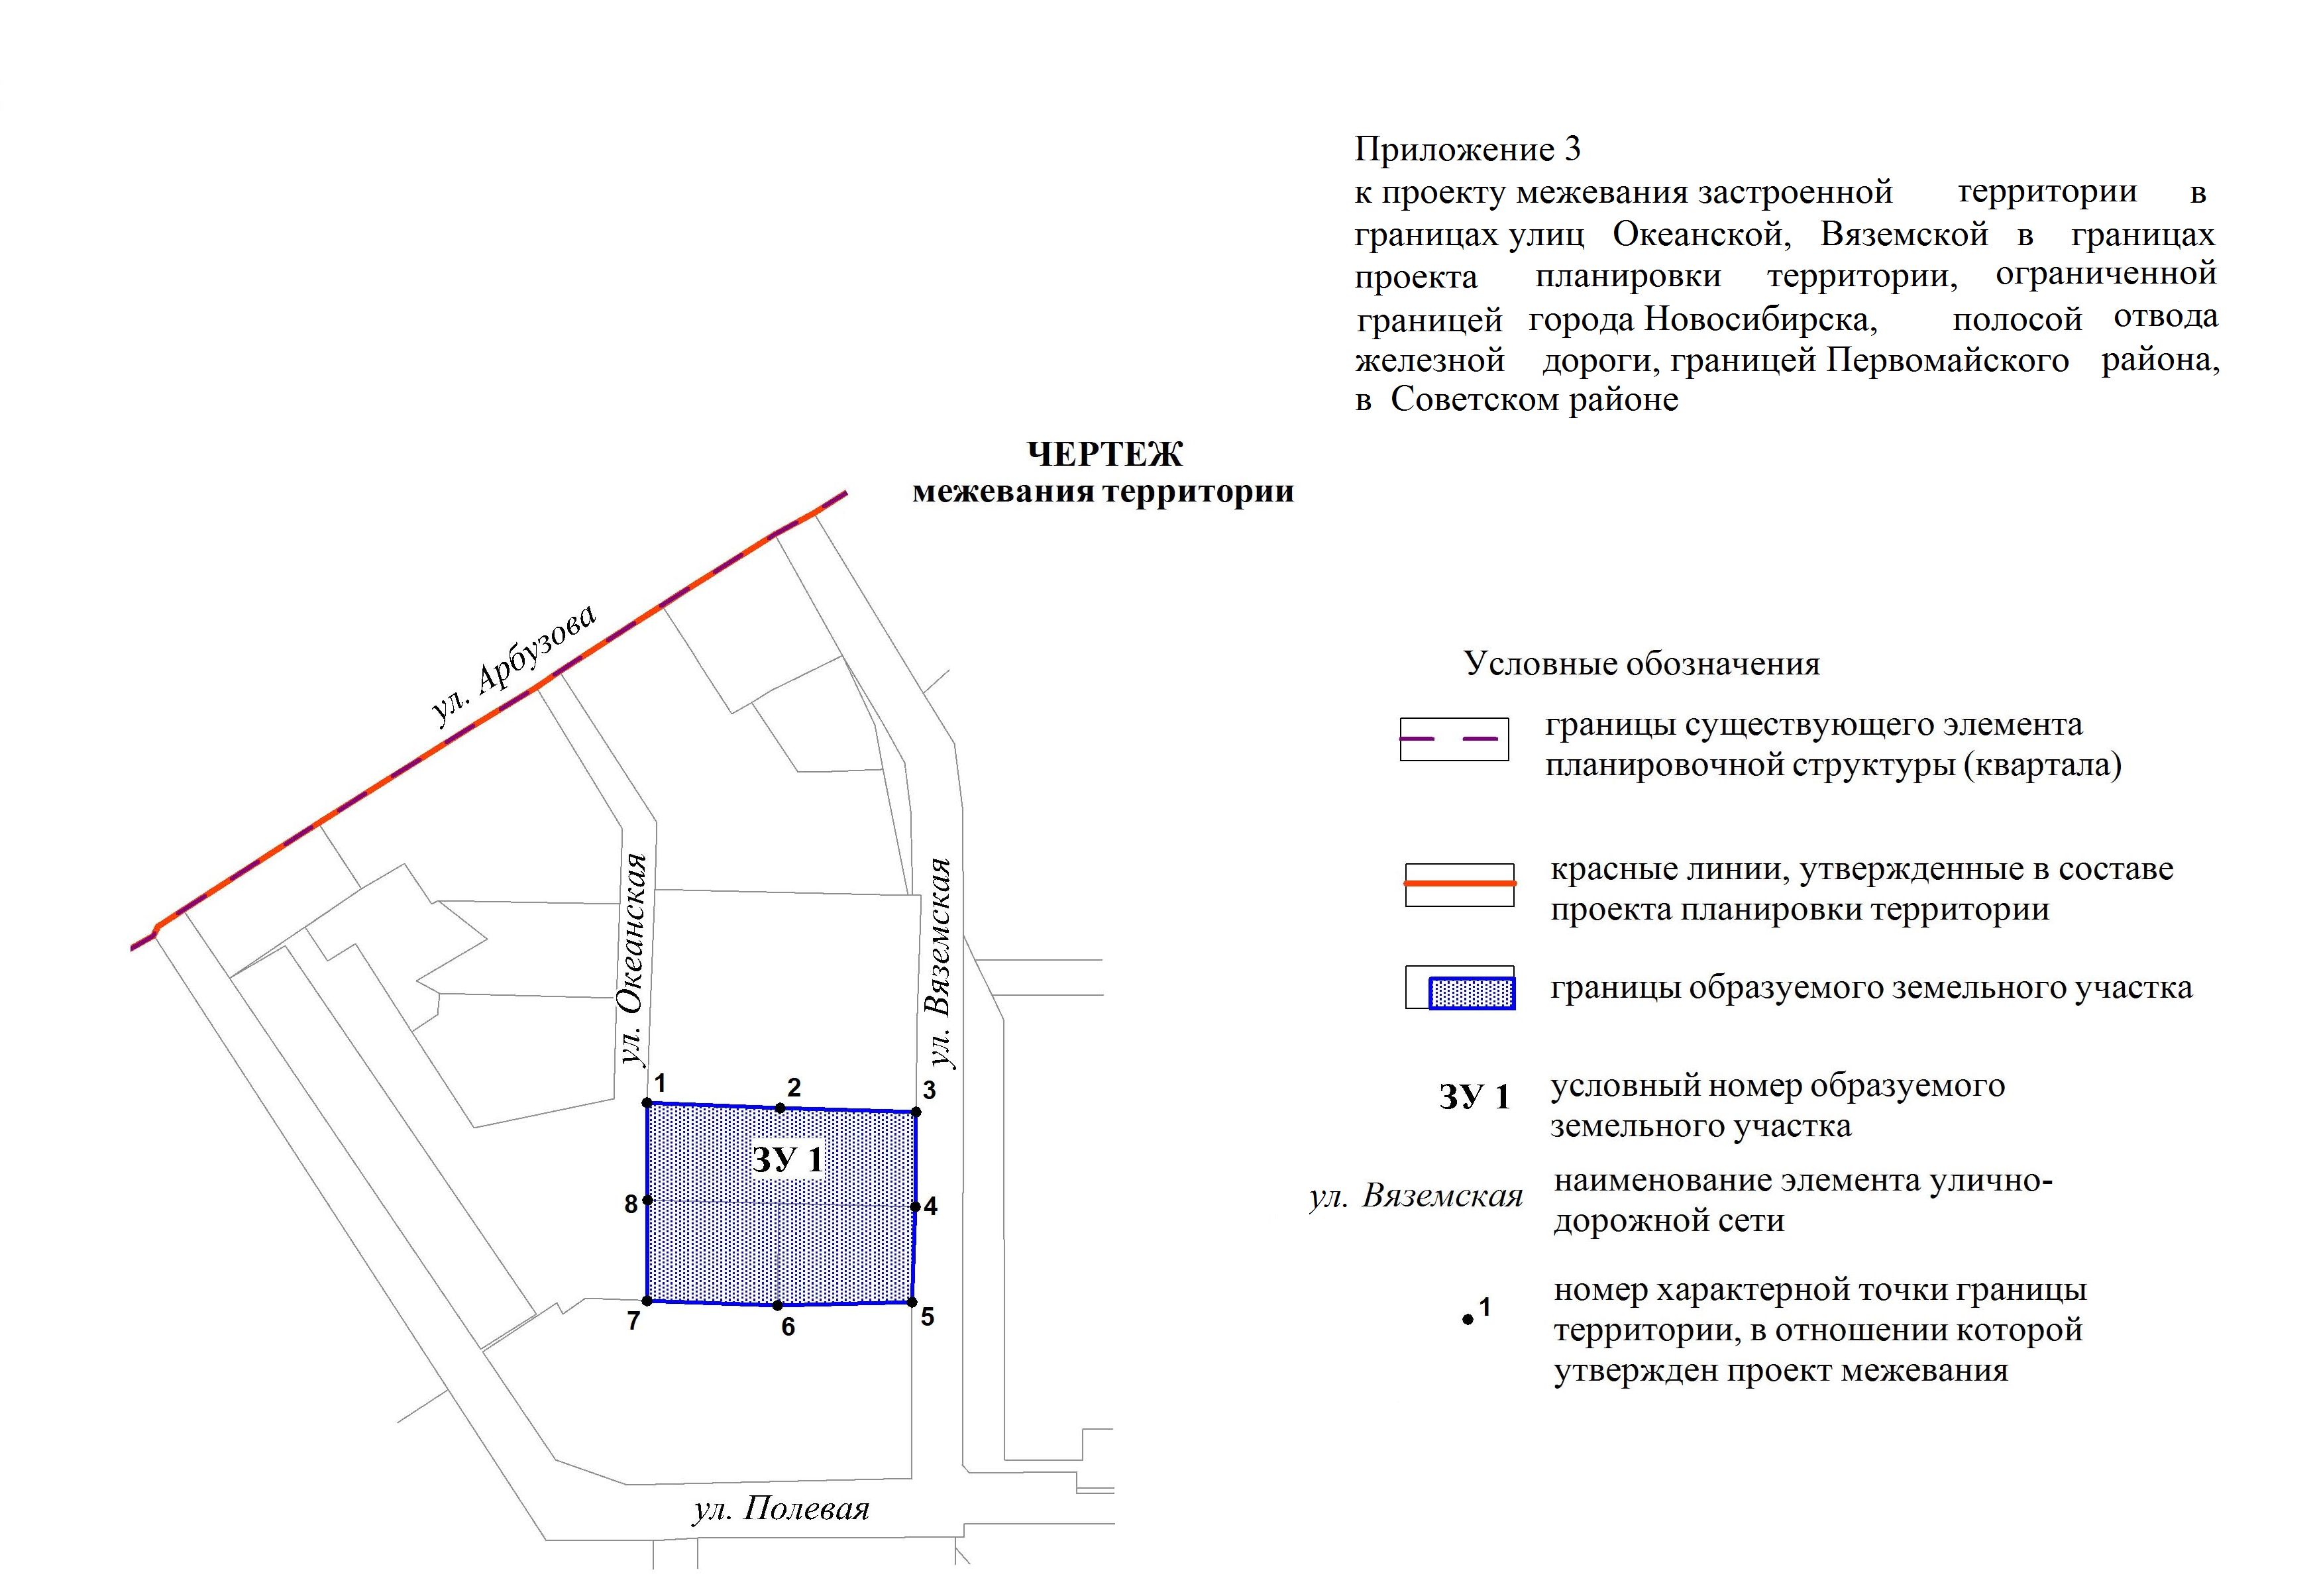 Приложение 3
к проекту межевания застроенной территории в
границах улиц Океанской, Вяземской в границах
проекта планировки территории, ограниченной
границей города Новосибирска, полосой отвода
железной дороги, границей Первомайского района,
в Советском районе
ЧЕРТЕЖ
межевания территории
ул. Арбузова
ул. Океанская
ул. Вяземская
1
2
3
ЗУ 1
8
4
7
6
5
ул. Полевая
Условные обозначения
границы существующего элемента
планировочной структуры (квартала)
красные линии, утвержденные в составе
проекта планировки территории
границы образуемого земельного участка
ЗУ 1
условный номер образуемого
земельного участка
ул. Вяземская
наименование элемента улично-
дорожной сети
1
номер характерной точки границы
территории, в отношении которой
утвержден проект межевания